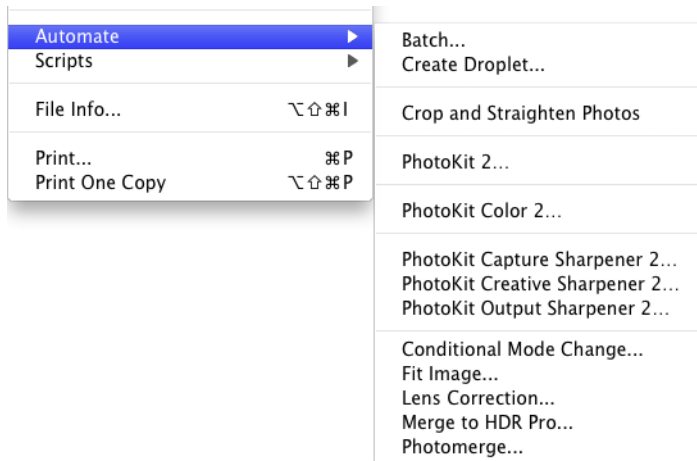 Automate ▶
Scripts ▶
File Info... ⌥⇧⌘I
Print... ⌘P
Print One Copy ⌥⇧⌘P
Batch...
Create Droplet...
Crop and Straighten Photos
PhotoKit 2...
PhotoKit Color 2...
PhotoKit Capture Sharpener 2...
PhotoKit Creative Sharpener 2...
PhotoKit Output Sharpener 2...
Conditional Mode Change...
Fit Image...
Lens Correction...
Merge to HDR Pro...
Photomerge...